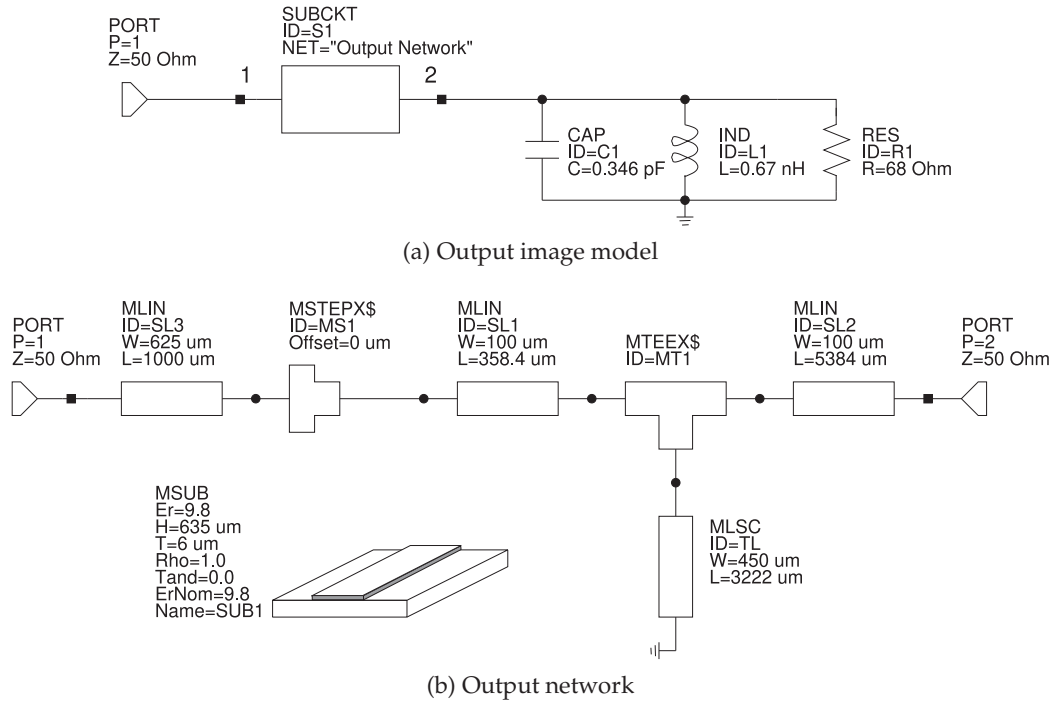 PORT
P=1
Z=50 Ohm
SUBCKT
ID=S1
NET="Output Network"
1
2
CAP
ID=C1
C=0.346 pF
IND
ID=L1
L=0.67 nH
RES
ID=R1
R=68 Ohm
(a) Output image model
PORT
P=1
Z=50 Ohm
MLIN
ID=SL3
W=625 um
L=1000 um
MSTEPX$
ID=MS1
Offset=0 um
MLIN
ID=SL1
W=100 um
L=358.4 um
MTEEX$
ID=MT1
MLIN
ID=SL2
W=100 um
L=5384 um
PORT
P=2
Z=50 Ohm
MSUB
Er=9.8
H=635 um
T=6 um
Rho=1.0
Tand=0.0
ErNom=9.8
Name=SUB1
MLSC
ID=TL
W=450 um
L=3222 um
(b) Output network